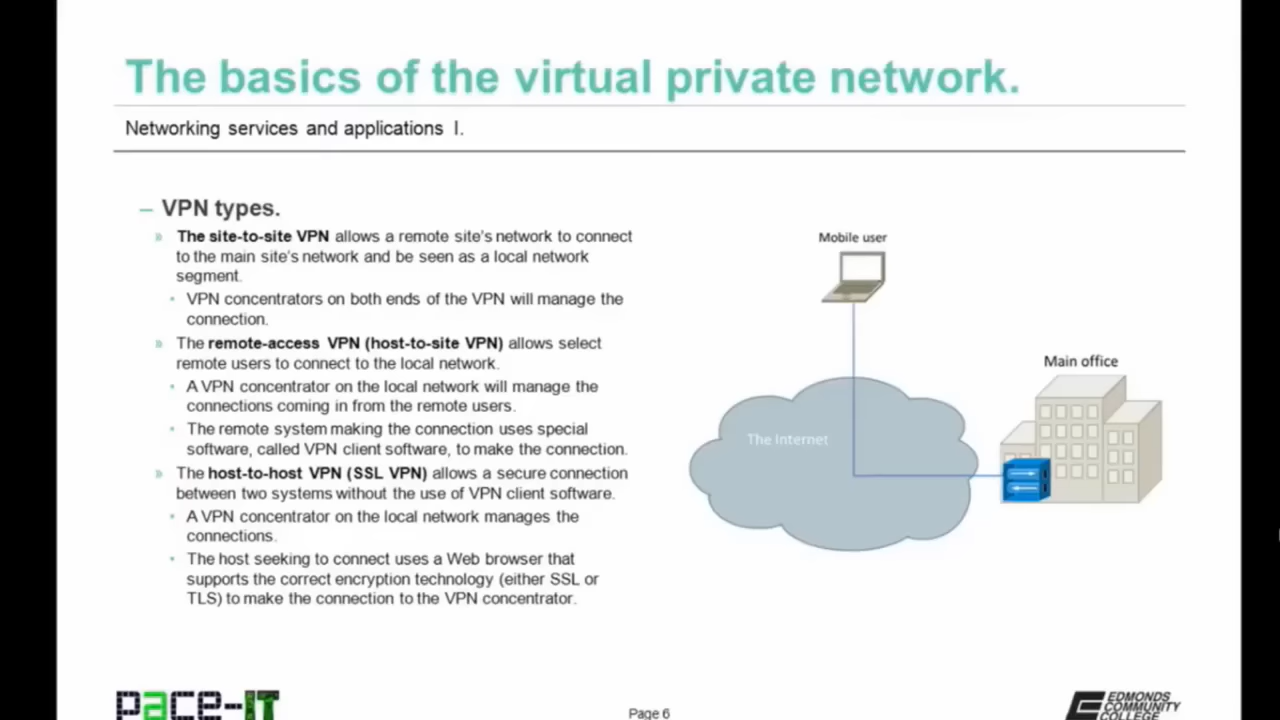 The basics of the virtual private network.
Networking services and applications I.
– VPN types.
» The site-to-site VPN allows a remote site's network to connect
to the main site's network and be seen as a local network
segment.
• VPN concentrators on both ends of the VPN will manage the
connection.
» The remote-access VPN (host-to-site VPN) allows select
remote users to connect to the local network.
• A VPN concentrator on the local network will manage the
connections coming in from the remote users.
• The remote system making the connection uses special
software, called VPN client software, to make the connection.
» The host-to-host VPN (SSL VPN) allows a secure connection
between two systems without the use of VPN client software.
• A VPN concentrator on the local network manages the
connections.
• The host seeking to connect uses a Web browser that
supports the correct encryption technology (either SSL or
TLS) to make the connection to the VPN concentrator.
Mobile user
Main office
The Internet
pace-IT
Page 6
EDMONDS
COMMUNITY
COLLEGE